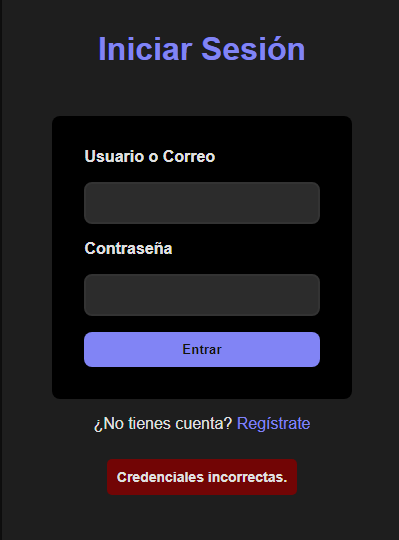 Iniciar Sesión
Usuario o Correo
Contraseña
Entrar
¿No tienes cuenta? Regístrate
Credenciales incorrectas.